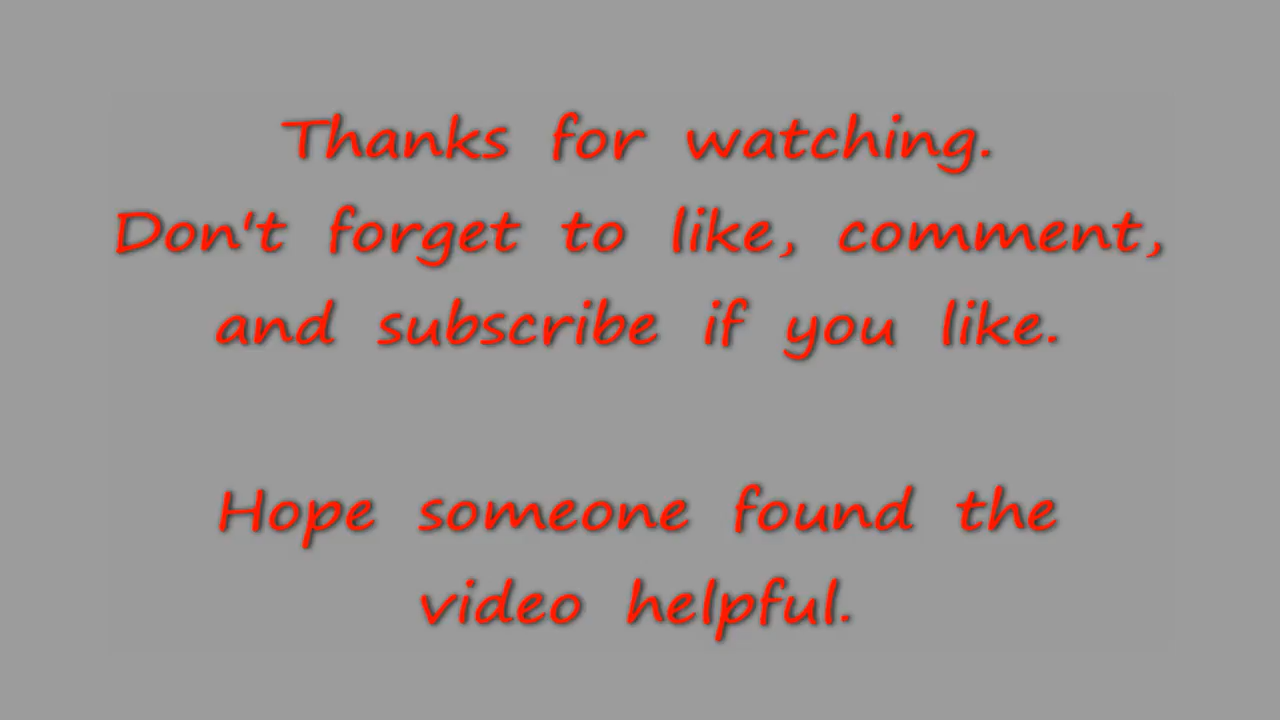 Thanks for watching.
Don't forget to like, comment,
and subscribe if you like.
Hope someone found the
video helpful.